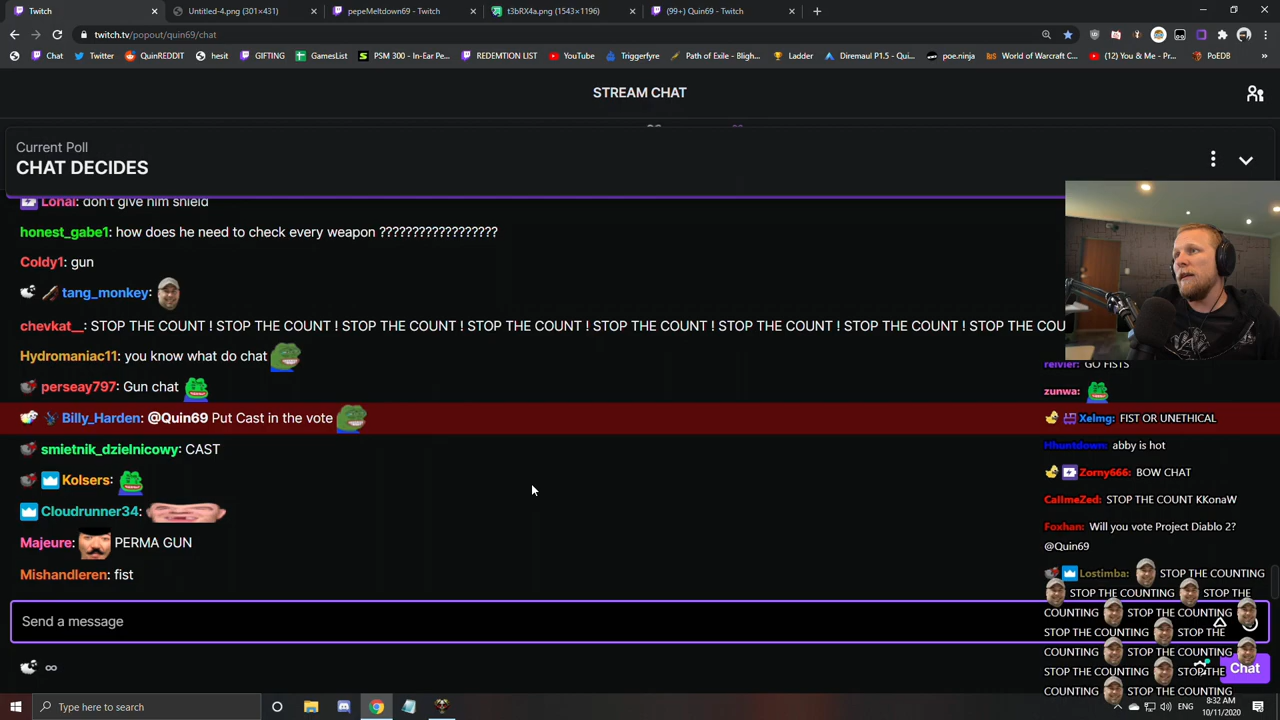 Twitch
Untitled-4.png (301×431)
pepeMeltdown69 - Twitch
t3bRX4a.png (1543×1196)
(99+) Quin69 - Twitch
twitch.tv/popout/quin69/chat
Chat
Twitter
QuinREDDIT
hesit
GIFTING
GamesList
PSM 300 - In-Ear Pe...
REDEMTION LIST
YouTube
Triggerfyre
Path of Exile - Bligh...
Ladder
Diremaul P1.5 - Qui...
poe.ninja
World of Warcraft C...
(12) You & Me - Pr...
PoEDB
STREAM CHAT
Current Poll
CHAT DECIDES
Lonai: don't give him shield
honest_gabe1: how does he need to check every weapon ??????????????????
Coldy1: gun
tang_monkey:
chevkat__: STOP THE COUNT ! STOP THE COUNT ! STOP THE COUNT ! STOP THE COUNT ! STOP THE COUNT ! STOP THE COUNT ! STOP THE COUNT ! STOP THE COU
Hydromaniac11: you know what do chat
perseay797: Gun chat
Billy_Harden: @Quin69 Put Cast in the vote
smietnik_dzielnicowy: CAST
Kolsers:
Cloudrunner34:
Majeure: PERMA GUN
Mishandleren: fist
Send a message
Chat
relvier: GO FISTS
zunwa:
Xelmg: FIST OR UNETHICAL
Hhuntdown: abby is hot
Zorny666: BOW CHAT
CallmeZed: STOP THE COUNT KKonaW
Foxhan: Will you vote Project Diablo 2?
@Quin69
Lostimba: STOP THE COUNTING
STOP THE COUNTING STOP THE
COUNTING STOP THE COUNTING
STOP THE COUNTING STOP THE
COUNTING STOP THE COUNTING
STOP THE COUNTING STOP THE
COUNTING STOP THE COUNTING
Type here to search
ENG
8:32 AM
10/11/2020